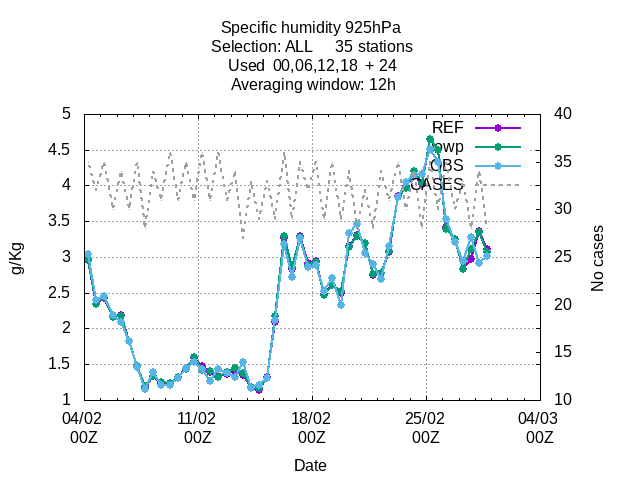 Specific humidity 925hPa
Selection: ALL 35 stations
Used 00,06,12,18 + 24
Averaging window: 12h
5 40
REF
4.5 owp 35
OBS
4 CASES
3.5 30
g/Kg
3 25
No cases
2.5 20
2
1.5 15
1 10
04/02 11/02 18/02 25/02 04/03
00Z 00Z 00Z 00Z 00Z
Date